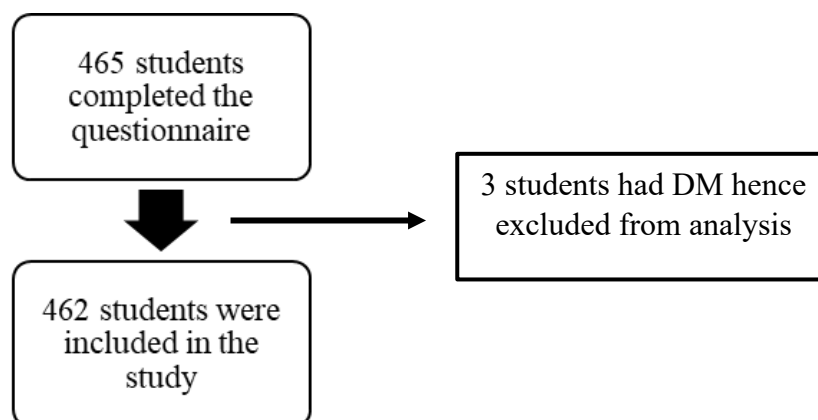 465 students
completed the
questionnaire
3 students had DM hence
excluded from analysis
462 students were
included in the
study